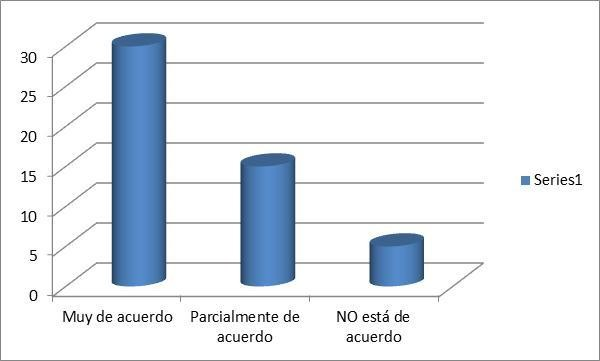 30
25
20
15
10
5
0
Muy de acuerdo
Parcialmente de
acuerdo
NO está de
acuerdo
Series1